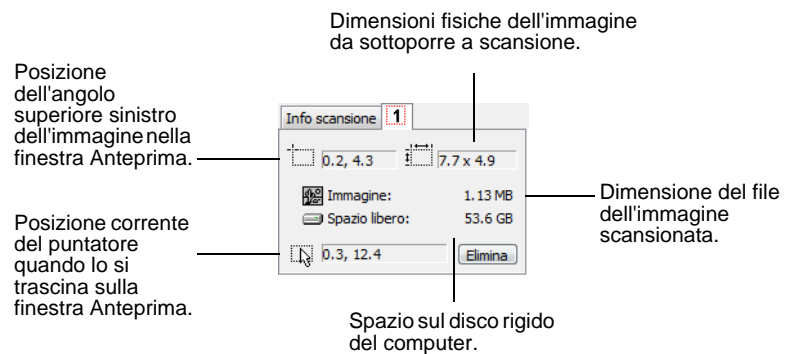 Dimensioni fisiche dell'immagine
da sottoporre a scansione.
Posizione
dell'angolo
superiore sinistro
dell'immagine nella
finestra Anteprima.
Info scansione 1
0.2, 4.3 7.7 x 4.9
Immagine: 1.13 MB
Spazio libero: 53.6 GB
0.3, 12.4 Elimina
Dimensione del file
dell'immagine
scansionata.
Posizione corrente
del puntatore
quando lo si
trascina sulla
finestra Anteprima.
Spazio sul disco rigido
del computer.